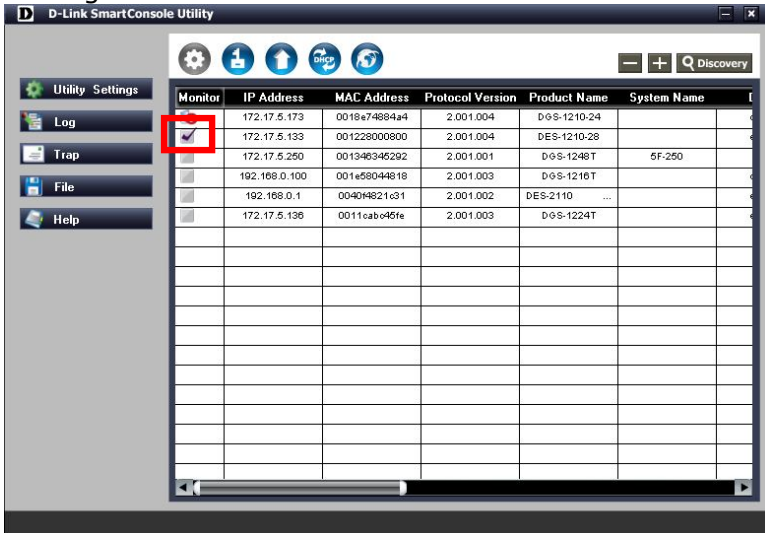 D D-Link SmartConsole Utility
DHCP
Discovery
Utility Settings
Log
Trap
File
Help
Monitor IP Address MAC Address Protocol Version Product Name System Name
172.17.5.173 0018e74884a4 2.001.004 DGS-1210-24
172.17.5.133 001228000800 2.001.004 DES-1210-28
172.17.5.250 001346345292 2.001.001 DGS-1248T 5F-250
192.168.0.100 001e58044818 2.001.003 DGS-1216T
192.168.0.1 0040f4821c31 2.001.002 DES-2110 ...
172.17.5.136 0011cabc45fe 2.001.003 DGS-1224T